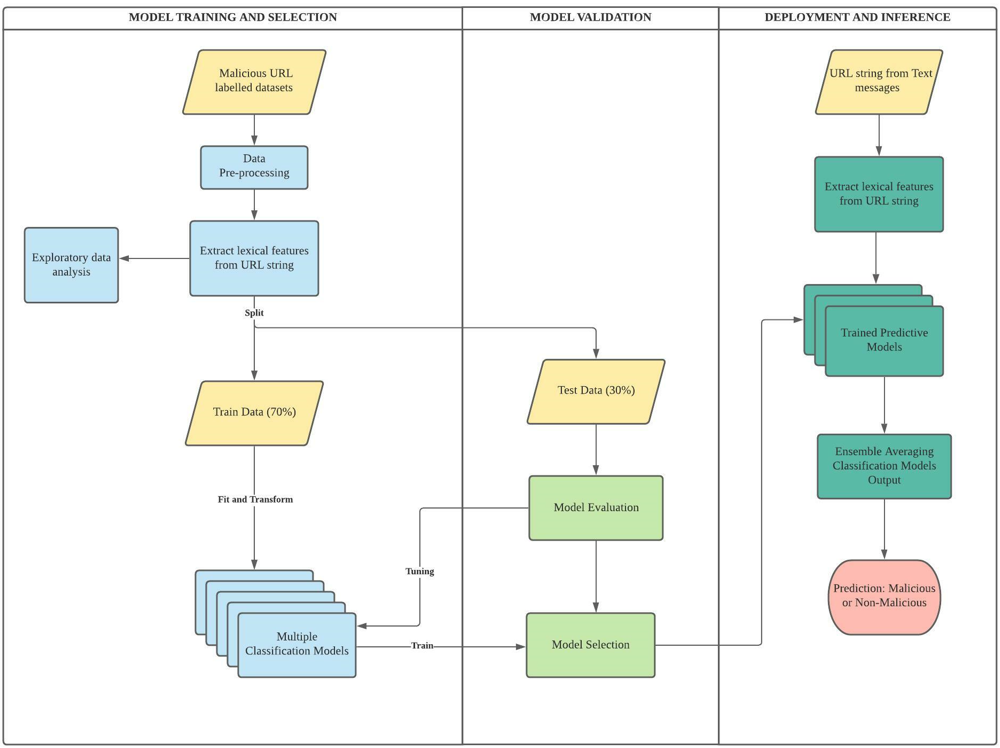 MODEL TRAINING AND SELECTION
MODEL VALIDATION
DEPLOYMENT AND INFERENCE
Malicious URL
labelled datasets
Data
Pre-processing
Extract lexical features
from URL string
Exploratory data
analysis
Split
Train Data (70%)
Fit and Transform
Multiple
Classification Models
Test Data (30%)
Model Evaluation
Tuning
Train
Model Selection
URL string from Text
messages
Extract lexical features
from URL string
Trained Predictive
Models
Ensemble Averaging
Classification Models
Output
Prediction: Malicious
or Non-Malicious